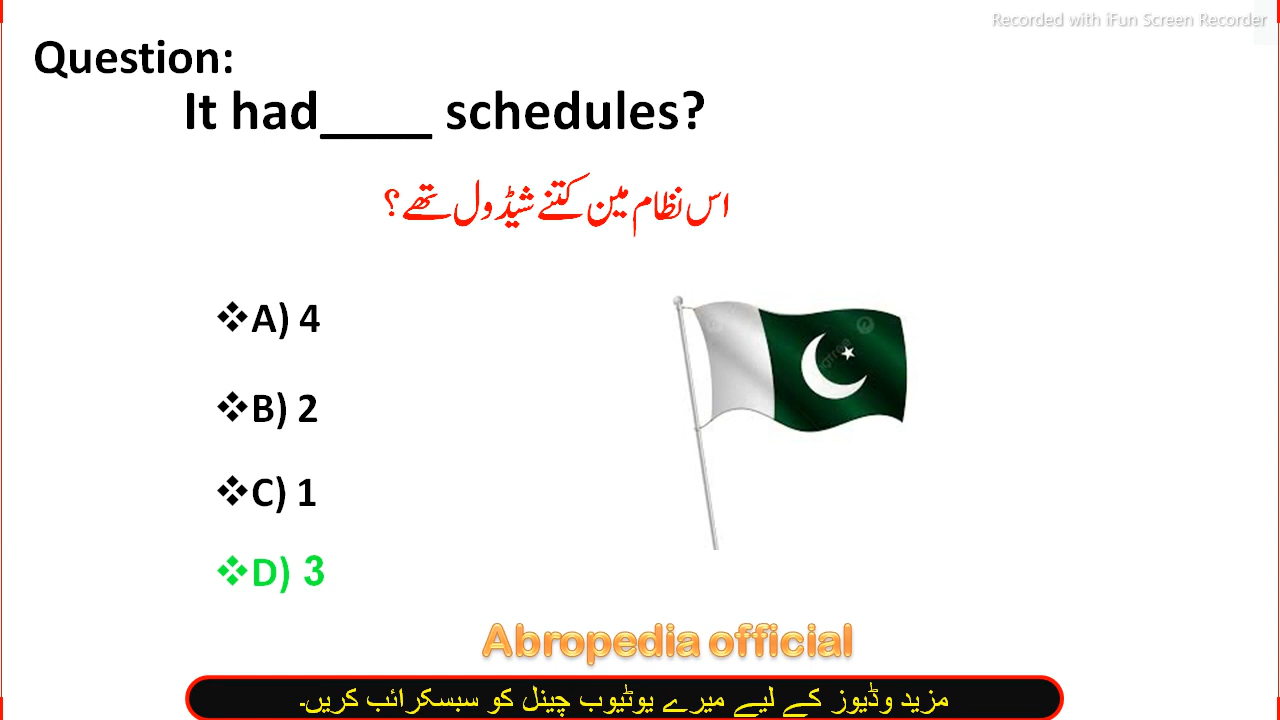 Recorded with iFun Screen Recorder
Question:
It had____ schedules?
اس نظام مین کتنے شیڈول تھے؟
❖A) 4
❖B) 2
❖C) 1
❖D) 3
Abropedia official
مزید وڈیوز کے لیے میرے یوٹیوب چینل کو سبسکرائب کریں۔